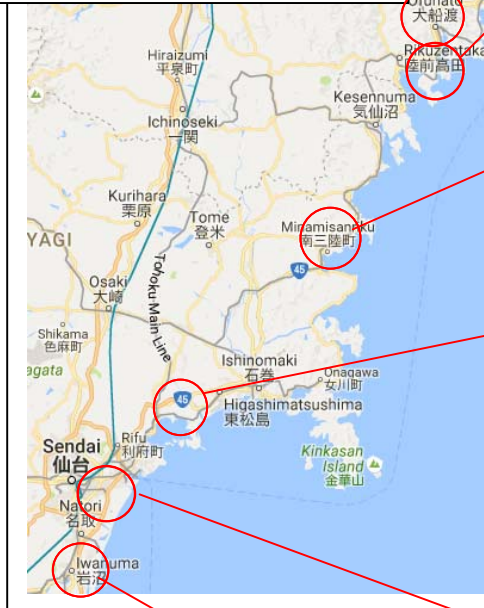 Ofunato
大船渡
Rikuzentaka
陸前高田
Hiraizumi
平泉町
Kesennuma
気仙沼
Ichinoseki
一関
Kurihara
栗原
Tome
登米
Minamisanriku
南三陸町
YAGI
45
Osaki
大崎
Tohoku Main Line
Shikama
色麻町
agata
Ishinomaki
石巻
Onagawa
女川町
45
Higashimatsushima
東松島
Rifu
利府町
Sendai
仙台
Kinkasan
Island
金華山
Natori
名取
Iwanuma
岩沼